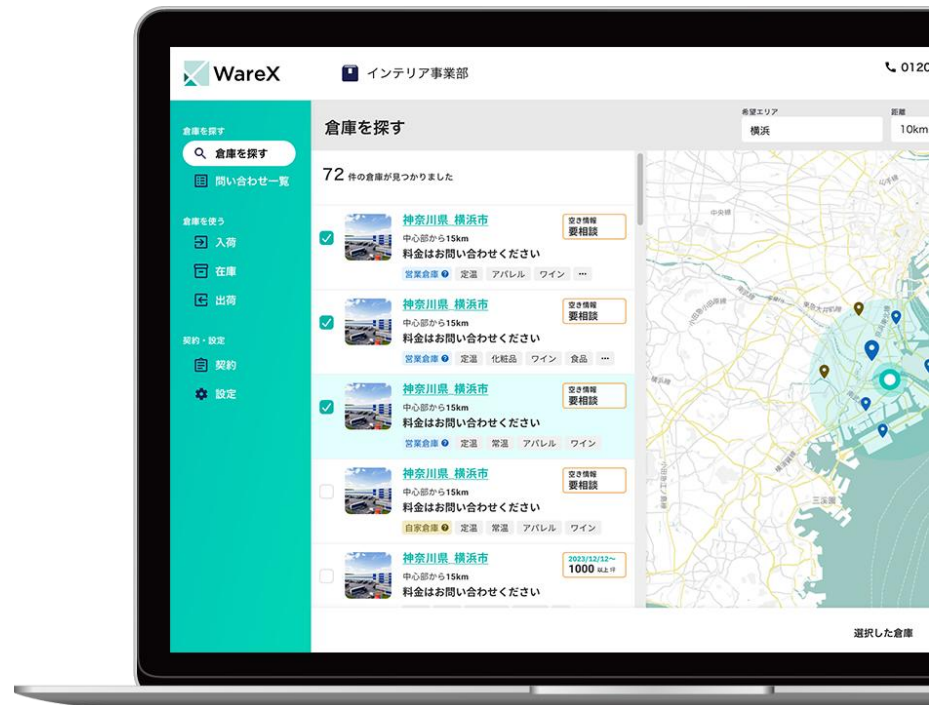 WareX
インテリア事業部
0120
倉庫を探す
倉庫を探す
問い合わせ一覧
倉庫を使う
入荷
在庫
出荷
契約・設定
契約
設定
倉庫を探す
希望エリア
横浜
距離
10km
72 件の倉庫が見つかりました
神奈川県 横浜市
中心部から15km
料金はお問い合わせください
空き情報
要相談
営業倉庫 定温 アパレル ワイン ...
神奈川県 横浜市
中心部から15km
料金はお問い合わせください
空き情報
要相談
営業倉庫 定温 化粧品 ワイン 食品 ...
神奈川県 横浜市
中心部から15km
料金はお問い合わせください
空き情報
要相談
営業倉庫 定温 常温 アパレル ワイン
神奈川県 横浜市
中心部から15km
料金はお問い合わせください
空き情報
要相談
自家倉庫 定温 常温 アパレル ワイン
神奈川県 横浜市
中心部から15km
料金はお問い合わせください
2023/12/12〜
1000 以上 坪
中央線
山手線
三渓園
選択した倉庫